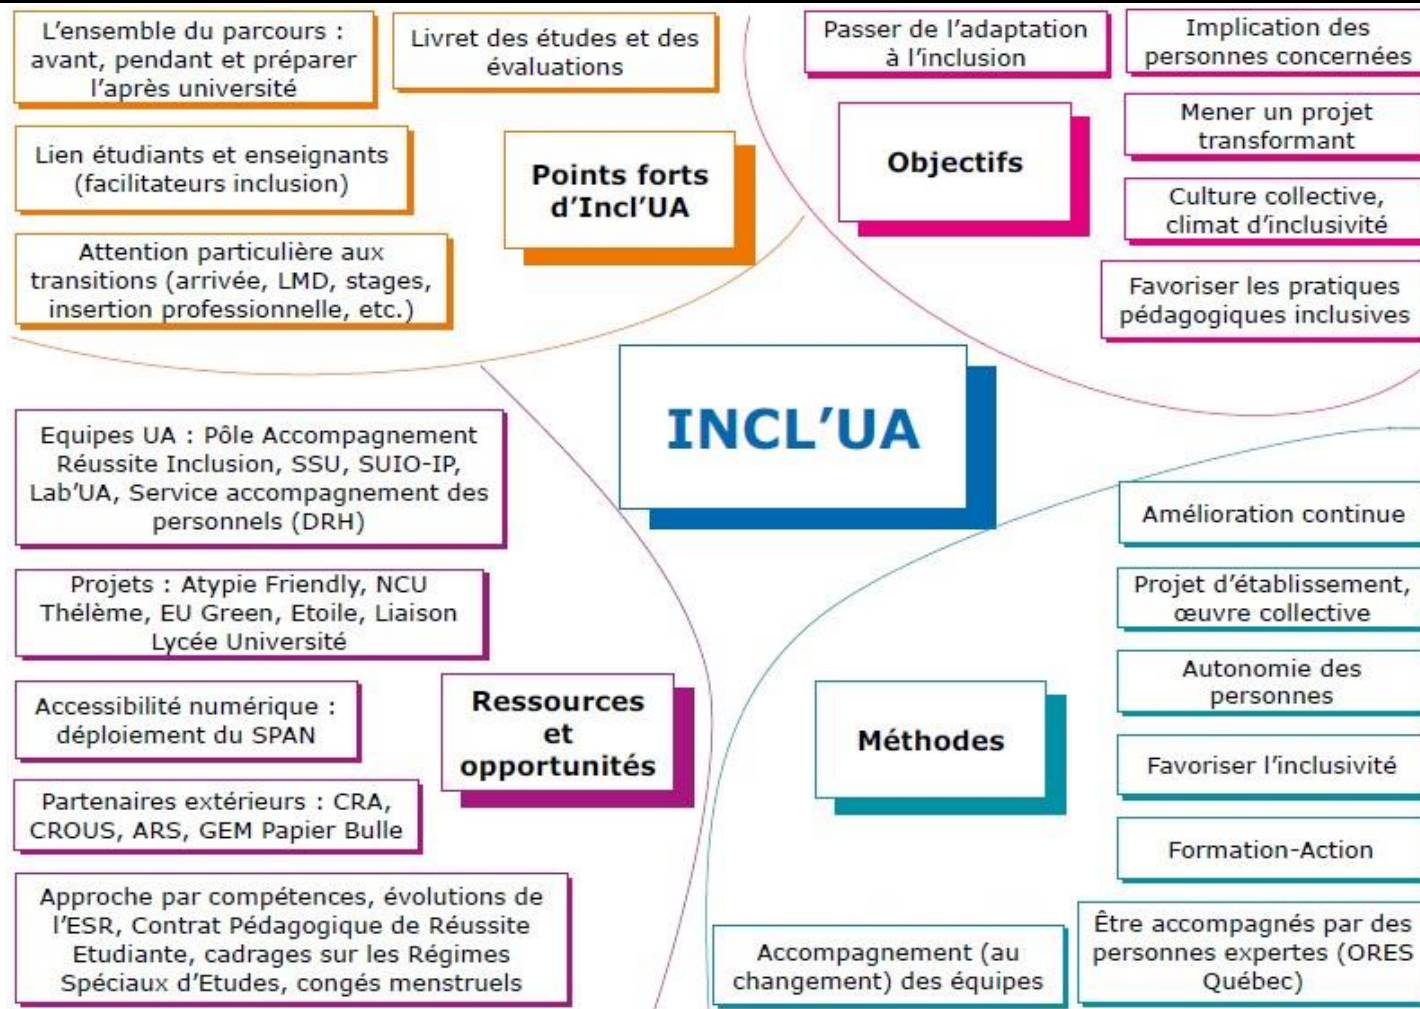 L’ensemble du parcours :
avant, pendant et préparer
l’après université
Livret des études et des
évaluations
Lien étudiants et enseignants
(facilitateurs inclusion)
Points forts
d’Incl’UA
Attention particulière aux
transitions (arrivée, LMD, stages,
insertion professionnelle, etc.)
Passer de l’adaptation
à l’inclusion
Implication des
personnes concernées
Objectifs
Mener un projet
transformant
Culture collective,
climat d’inclusivité
Favoriser les pratiques
pédagogiques inclusives
INCL’UA
Equipes UA : Pôle Accompagnement
Réussite Inclusion, SSU, SUIO-IP,
Lab’UA, Service accompagnement des
personnels (DRH)
Projets : Atypie Friendly, NCU
Thélème, EU Green, Etoile, Liaison
Lycée Université
Accessibilité numérique :
déploiement du SPAN
Ressources
et
opportunités
Partenaires extérieurs : CRA,
CROUS, ARS, GEM Papier Bulle
Approche par compétences, évolutions de
l’ESR, Contrat Pédagogique de Réussite
Etudiante, cadrages sur les Régimes
Spéciaux d’Etudes, congés menstruels
Amélioration continue
Projet d’établissement,
œuvre collective
Autonomie des
personnes
Méthodes
Favoriser l’inclusivité
Formation-Action
Accompagnement (au
changement) des équipes
Être accompagnés par des
personnes expertes (ORES
Québec)